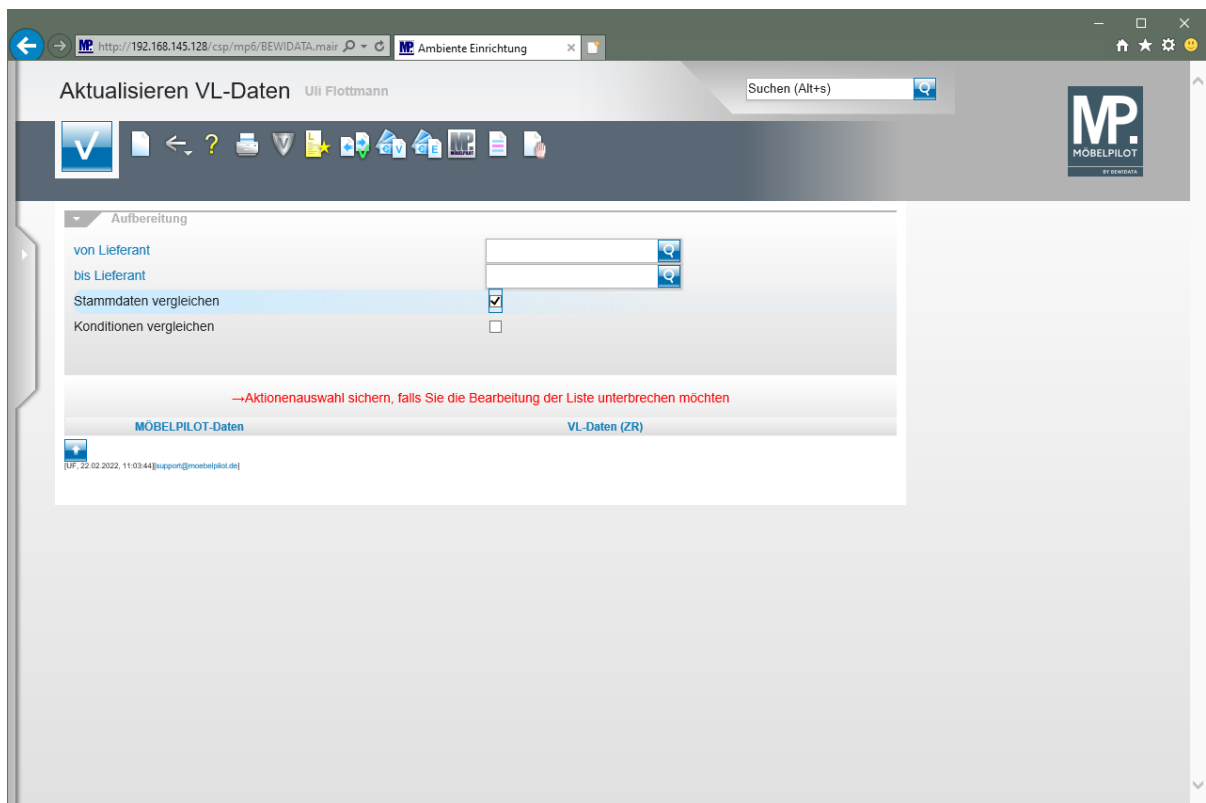 http://192.168.145.128/csp/mp6/BEWIDATA.mair
MP. Ambiente Einrichtung
Aktualisieren VL-Daten Uli Flottmann
Suchen (Alt+s)
MP.
MÖBELPILOT
BY BEWIDATA
Aufbereitung
von Lieferant
bis Lieferant
Stammdaten vergleichen
Konditionen vergleichen
→Aktionenauswahl sichern, falls Sie die Bearbeitung der Liste unterbrechen möchten
MÖBELPILOT-Daten VL-Daten (ZR)
[UF, 22.02.2022, 11:03:44][support@moebelpilot.de]